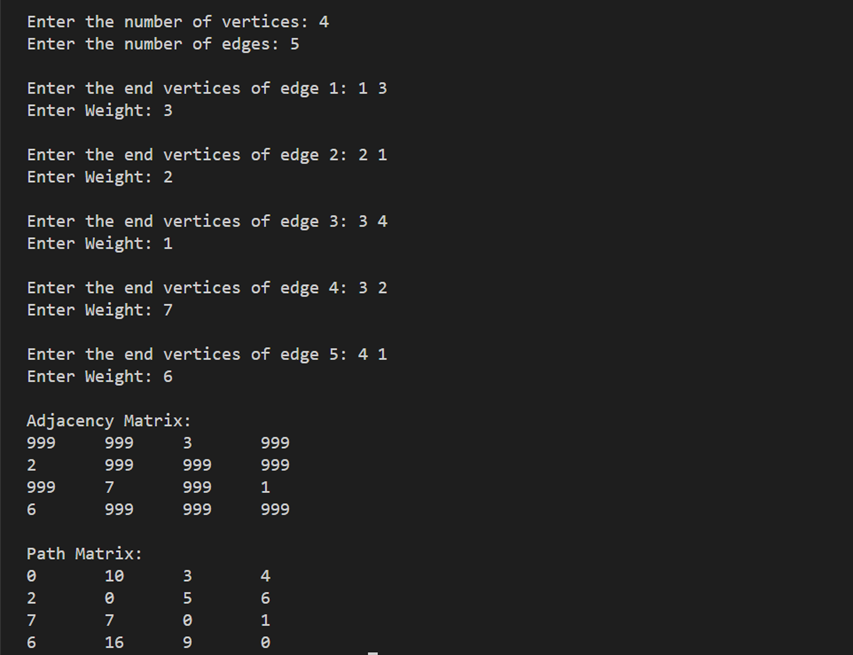 Enter the number of vertices: 4
Enter the number of edges: 5
Enter the end vertices of edge 1: 1 3
Enter Weight: 3
Enter the end vertices of edge 2: 2 1
Enter Weight: 2
Enter the end vertices of edge 3: 3 4
Enter Weight: 1
Enter the end vertices of edge 4: 3 2
Enter Weight: 7
Enter the end vertices of edge 5: 4 1
Enter Weight: 6
Adjacency Matrix:
999 999 3 999
2 999 999 999
999 7 999 1
6 999 999 999
Path Matrix:
0 10 3 4
2 0 5 6
7 7 0 1
6 16 9 0